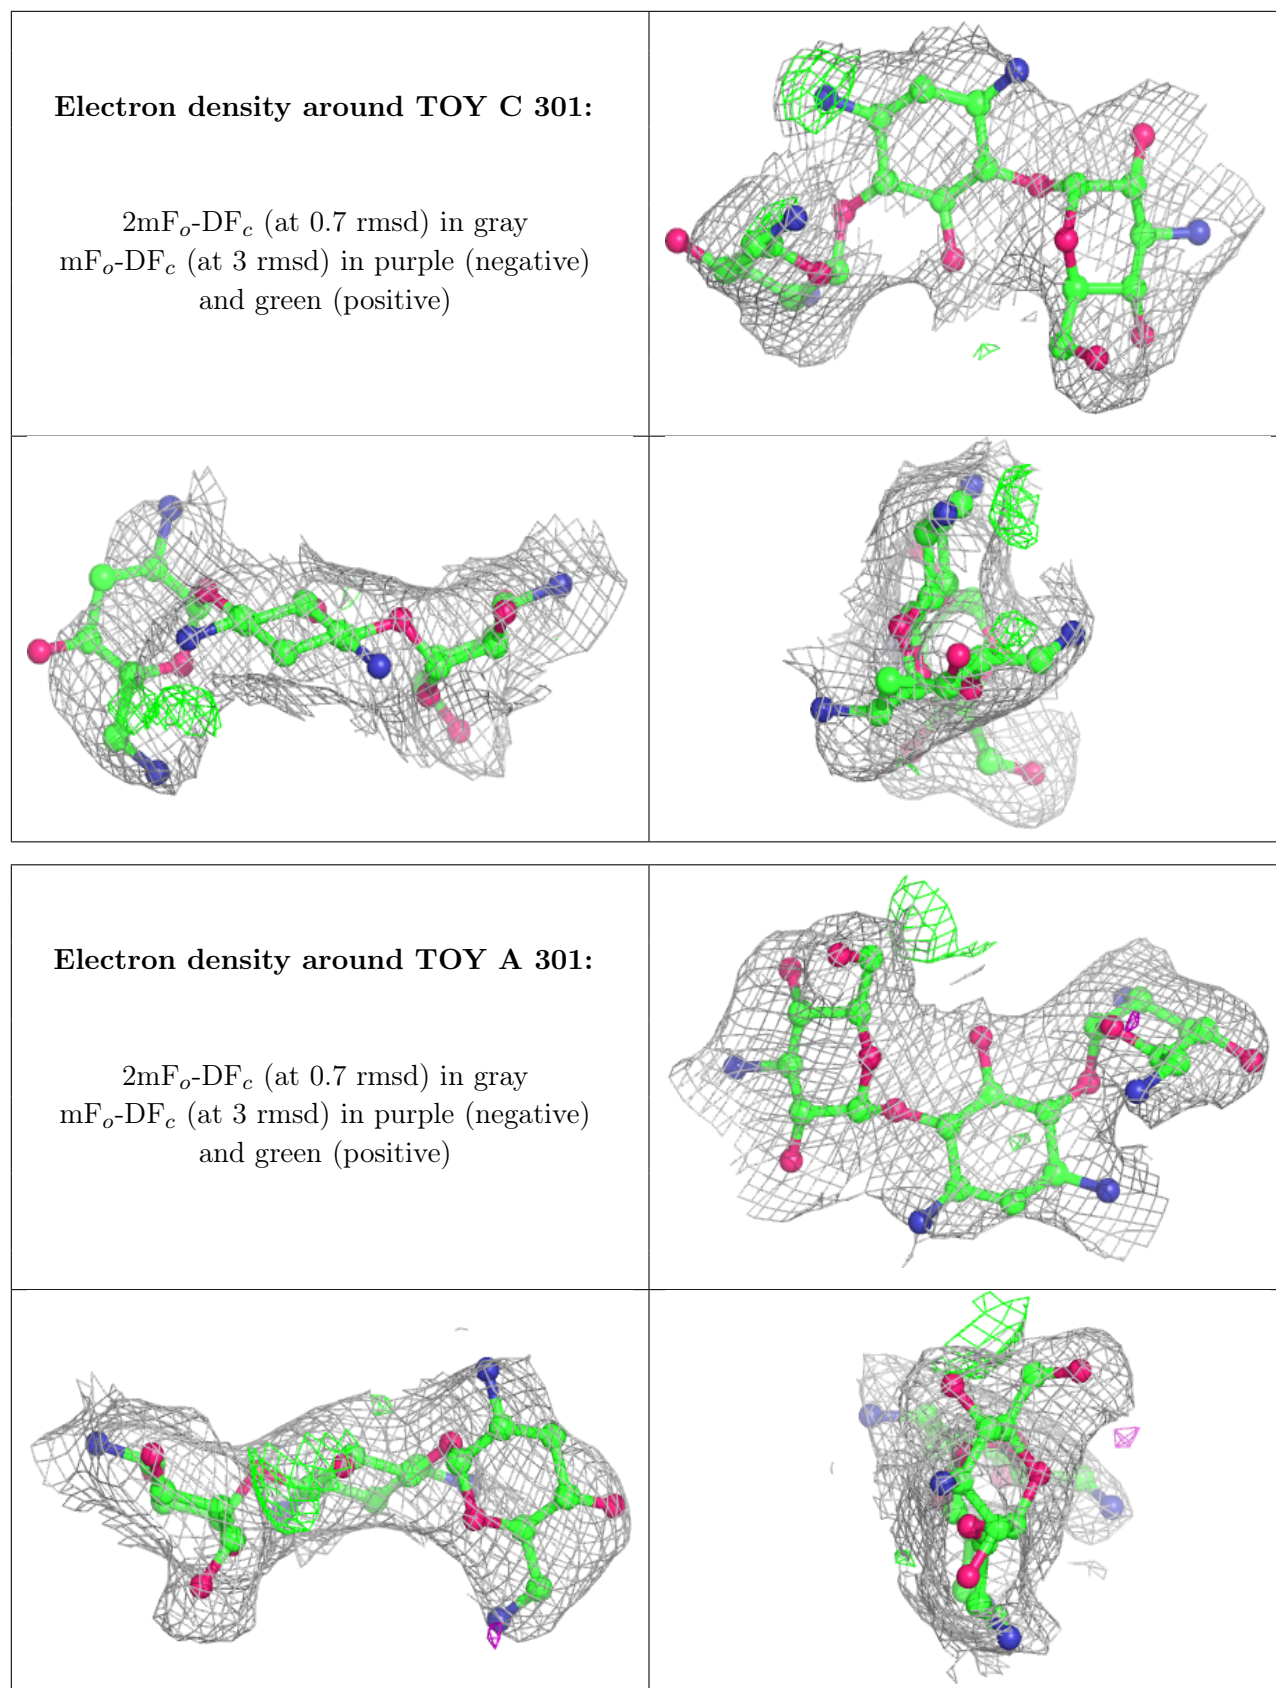 Electron density around TOY C 301:
2mFo-DFc (at 0.7 rmsd) in gray
mFo-DFc (at 3 rmsd) in purple (negative)
and green (positive)
Electron density around TOY A 301:
2mFo-DFc (at 0.7 rmsd) in gray
mFo-DFc (at 3 rmsd) in purple (negative)
and green (positive)